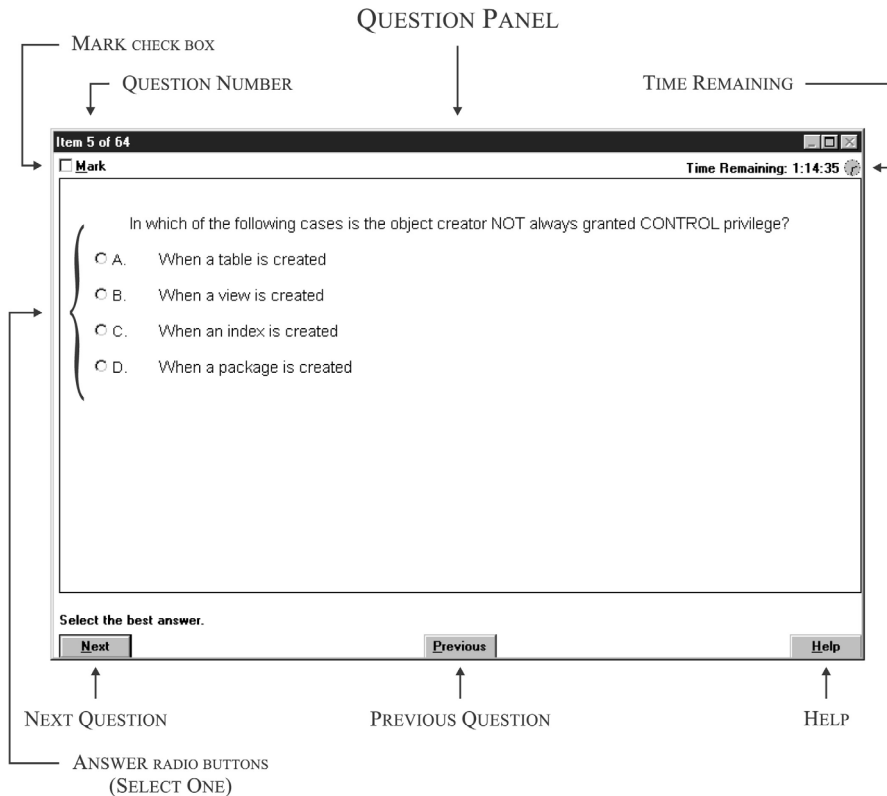 QUESTION PANEL
MARK CHECK BOX
QUESTION NUMBER
TIME REMAINING
Item 5 of 64
Mark
Time Remaining: 1:14:35
In which of the following cases is the object creator NOT always granted CONTROL privilege?
A. When a table is created
B. When a view is created
C. When an index is created
D. When a package is created
Select the best answer.
Next
Previous
Help
NEXT QUESTION
PREVIOUS QUESTION
HELP
ANSWER RADIO BUTTONS
(SELECT ONE)